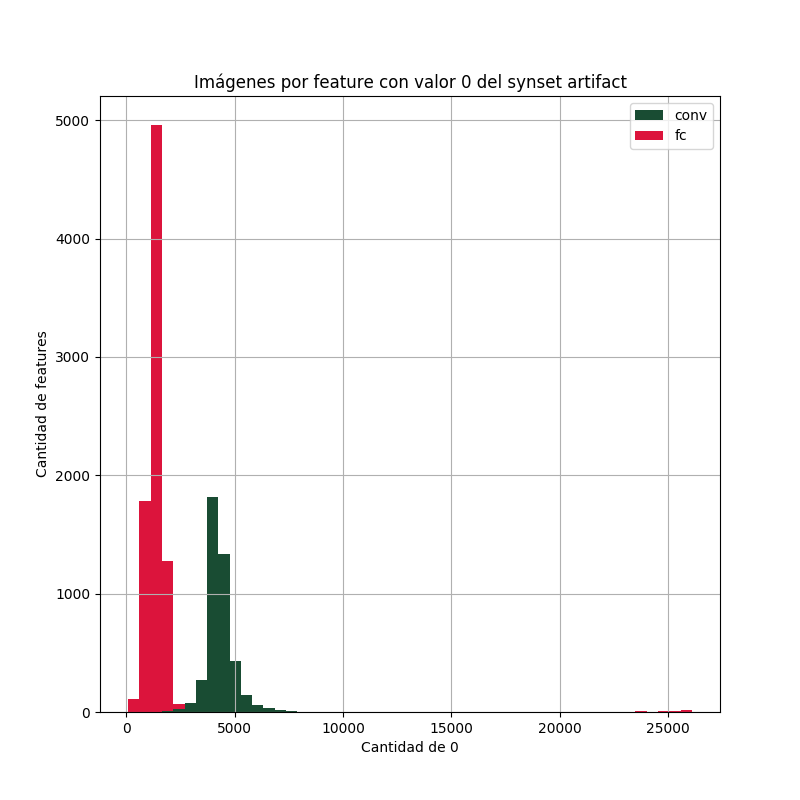 Imágenes por feature con valor 0 del synset artifact
conv
fc
5000
4000
3000
2000
1000
0
Cantidad de features
0
5000
10000
15000
20000
25000
Cantidad de 0